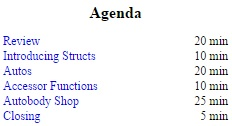 Agenda
Review 20 min
Introducing Structs 10 min
Autos 20 min
Accessor Functions 10 min
Autobody Shop 25 min
Closing 5 min